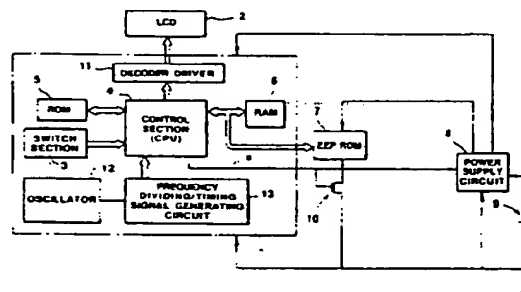 2
LCD
11
DECODER DRIVER
5
4
6
ROM
CONTROL
SECTION
(CPU)
RAM
7
SWITCH
SECTION
3
EEP ROM
8
POWER
SUPPLY
CIRCUIT
12
OSCILLATOR
FREQUENCY
DIVIDING/TIMING
SIGNAL GENERATING
CIRCUIT
13
10
9